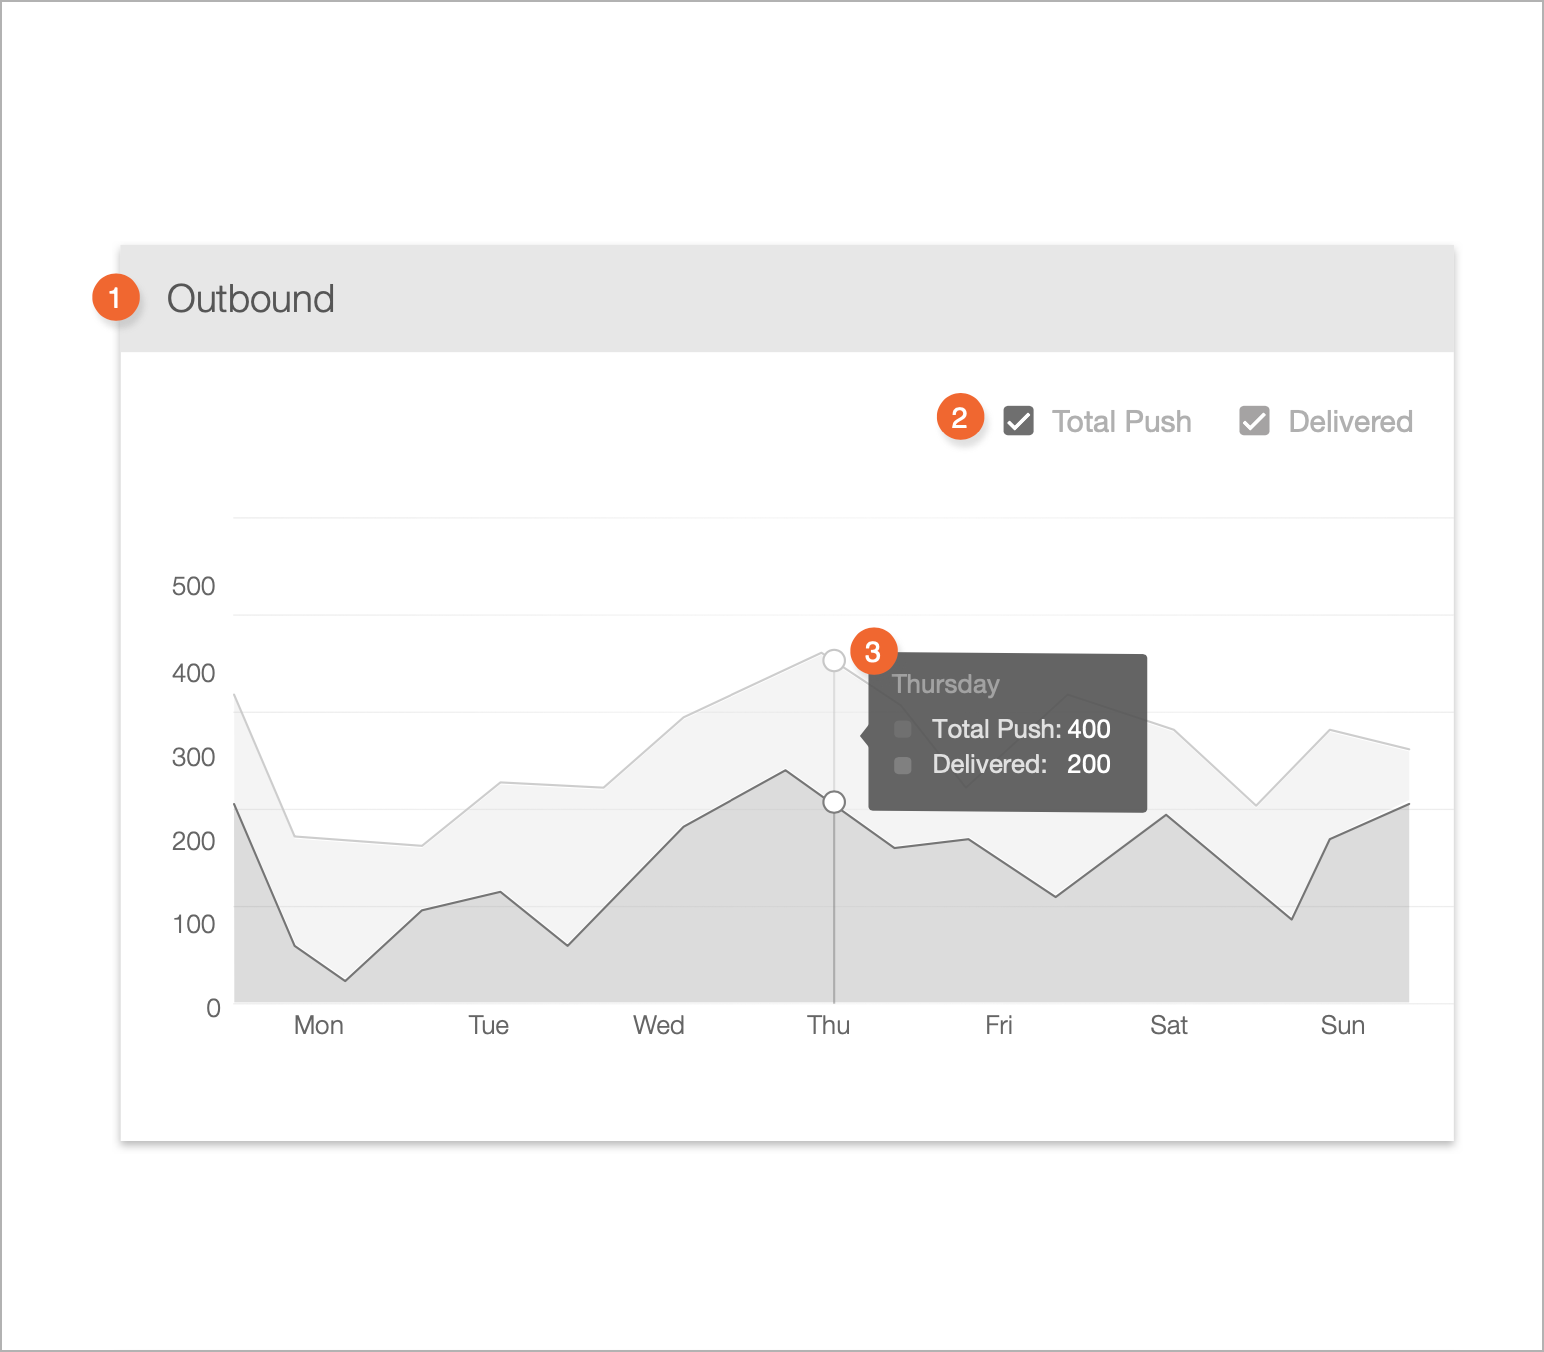 1 Outbound
2 Total Push Delivered
500
400
300
200
100
0
3
Thursday
Total Push: 400
Delivered: 200
Mon Tue Wed Thu Fri Sat Sun